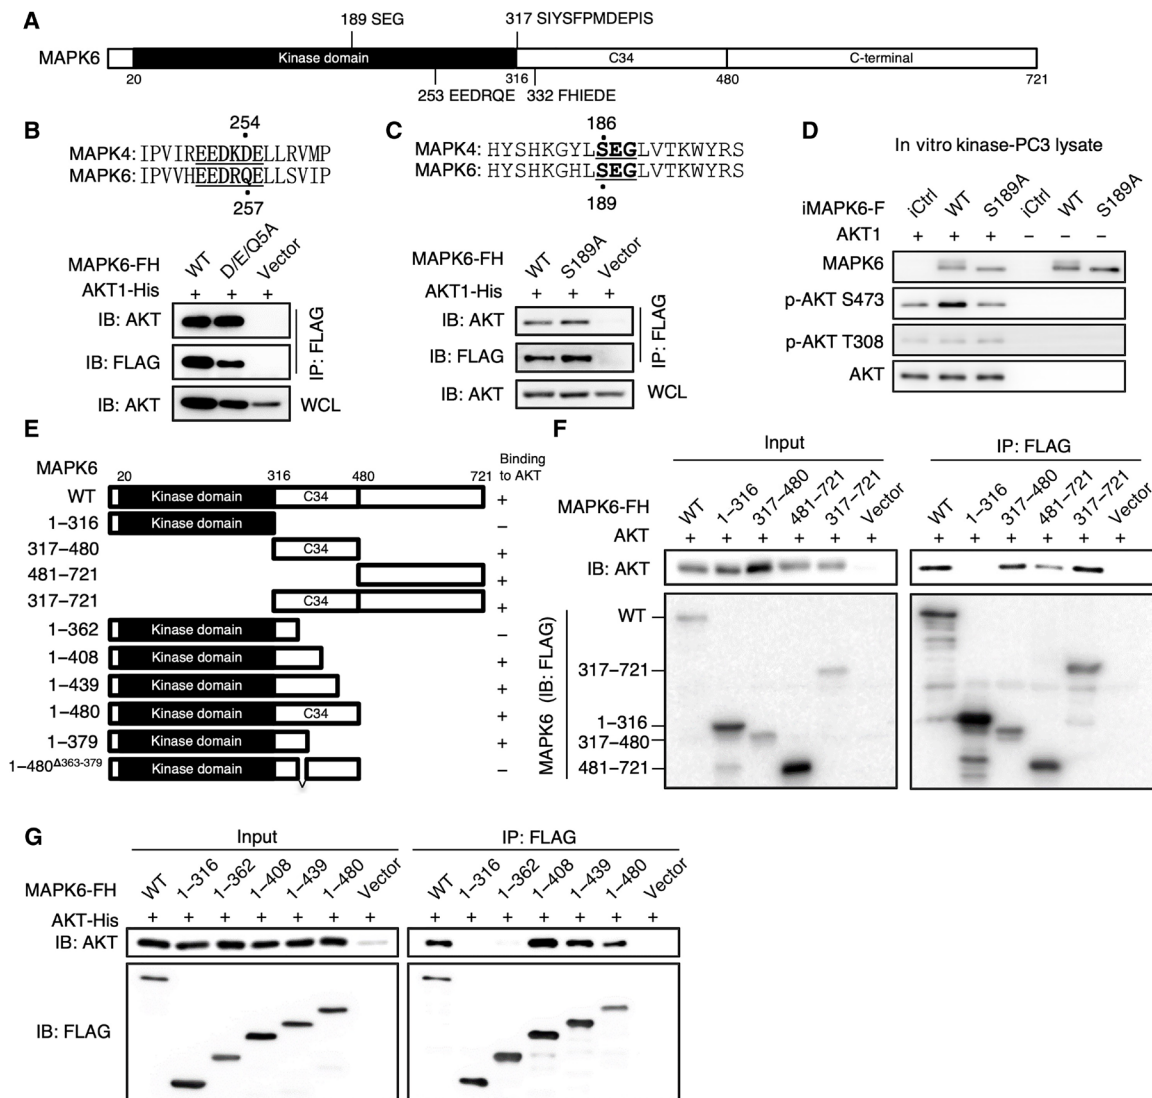 A
189 SEG
317 SIYSFPMDEPIS
MAPK6
Kinase domain
C34
C-terminal
20
316
480
721
253 EEDRQE
332 FHIEDE
B
254
MAPK4: IPVIREEDKDELLRVMP
MAPK6: IPVVHEEDRQELLSVIP
257
MAPK6-FH
WT
D/E/Q5A
Vector
AKT1-His + + +
IB: AKT
IB: FLAG
IP: FLAG
IB: AKT
WCL
C
186
MAPK4: HYSHKGYLSEGLVTKWYRS
MAPK6: HYSHKGHLSEGLVTKWYRS
189
MAPK6-FH
WT
S189A
Vector
AKT1-His + + +
IB: AKT
IB: FLAG
IP: FLAG
IB: AKT
WCL
D
In vitro kinase-PC3 lysate
iMAPK6-F
iCtrl WT S189A iCtrl WT S189A
AKT1 + + + – – –
MAPK6
p-AKT S473
p-AKT T308
AKT
E
MAPK6
20 316 480 721
Binding
to AKT
WT Kinase domain C34 +
1–316 Kinase domain –
317–480 C34 +
481–721 +
317–721 C34 +
1–362 Kinase domain –
1–408 Kinase domain +
1–439 Kinase domain +
1–480 Kinase domain C34 +
1–379 Kinase domain +
1–480Δ363-379 Kinase domain –
F
Input
IP: FLAG
MAPK6-FH
WT 1–316 317–480 481–721 317–721 Vector
WT 1–316 317–480 481–721 317–721 Vector
AKT + + + + + + + + + + + +
IB: AKT
MAPK6 (IB: FLAG)
WT
317–721
1–316
317–480
481–721
G
Input
IP: FLAG
MAPK6-FH
WT 1–316 1–362 1–408 1–439 1–480 Vector
WT 1–316 1–362 1–408 1–439 1–480 Vector
AKT-His + + + + + + + + + + + + + +
IB: AKT
IB: FLAG